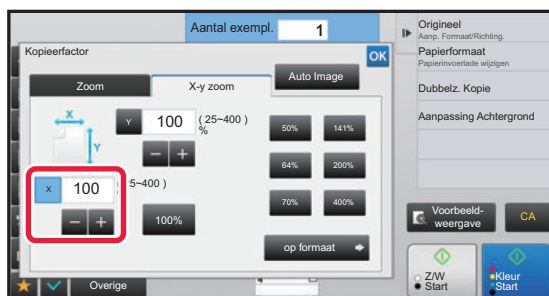 Aantal exempl. 1
Kopieerfactor
OK
Zoom
X-y zoom
Auto Image
X
Y
Y 100 (25~400) %
X 100 5~400 )
100%
50% 141%
64% 200%
70% 400%
op formaat
Overige
Origineel
Aanp. Formaat/Richting.
Papierformaat
Papierinvoerlade wijzigen
Dubbelz. Kopie
Aanpassing Achtergrond
Voorbeeld-
weergave
CA
Z/W
Start
Kleur
Start